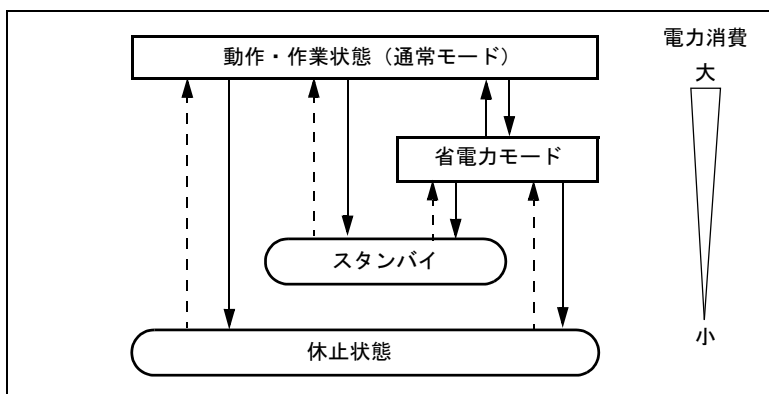 動作・作業状態（通常モード）
電力消費
大
省電力モード
スタンバイ
休止状態
小